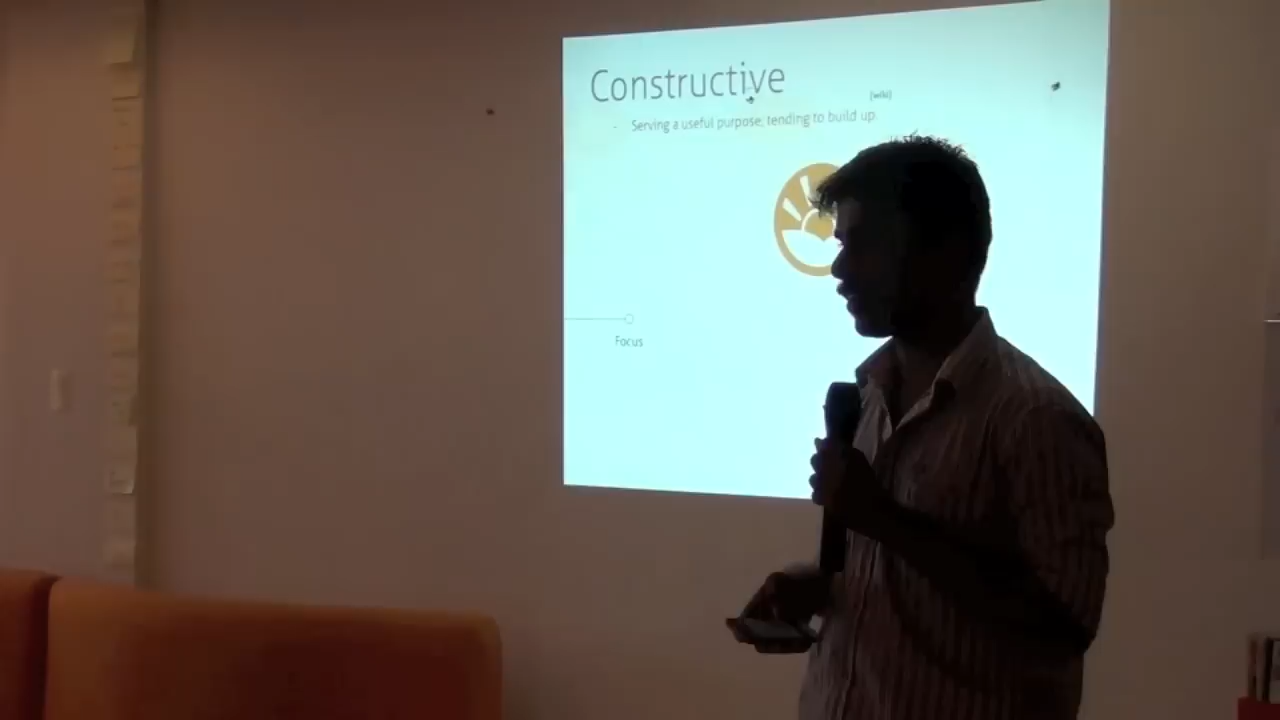 Constructive
(wiki)
- Serving a useful purpose; tending to build up.
Focus